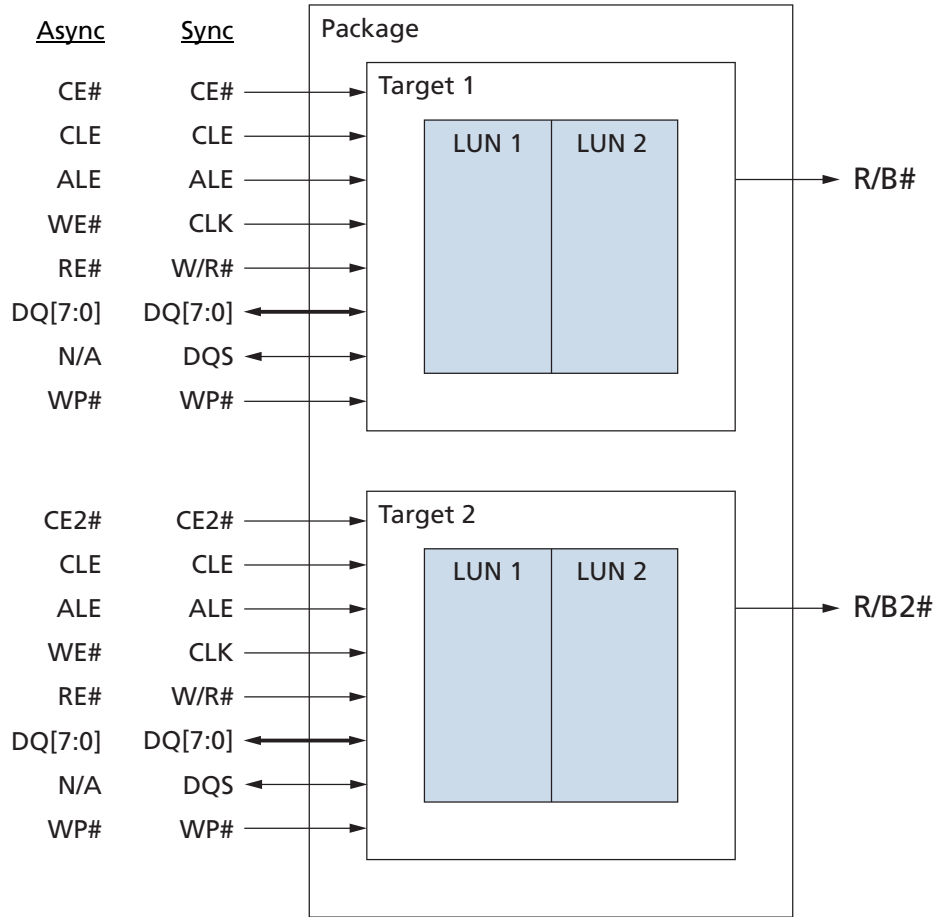 Async Sync Package
CE# CE# Target 1
CLE CLE LUN 1 LUN 2
ALE ALE R/B#
WE# CLK
RE# W/R#
DQ[7:0] DQ[7:0]
N/A DQS
WP# WP#
CE2# CE2# Target 2
CLE CLE LUN 1 LUN 2
ALE ALE R/B2#
WE# CLK
RE# W/R#
DQ[7:0] DQ[7:0]
N/A DQS
WP# WP#